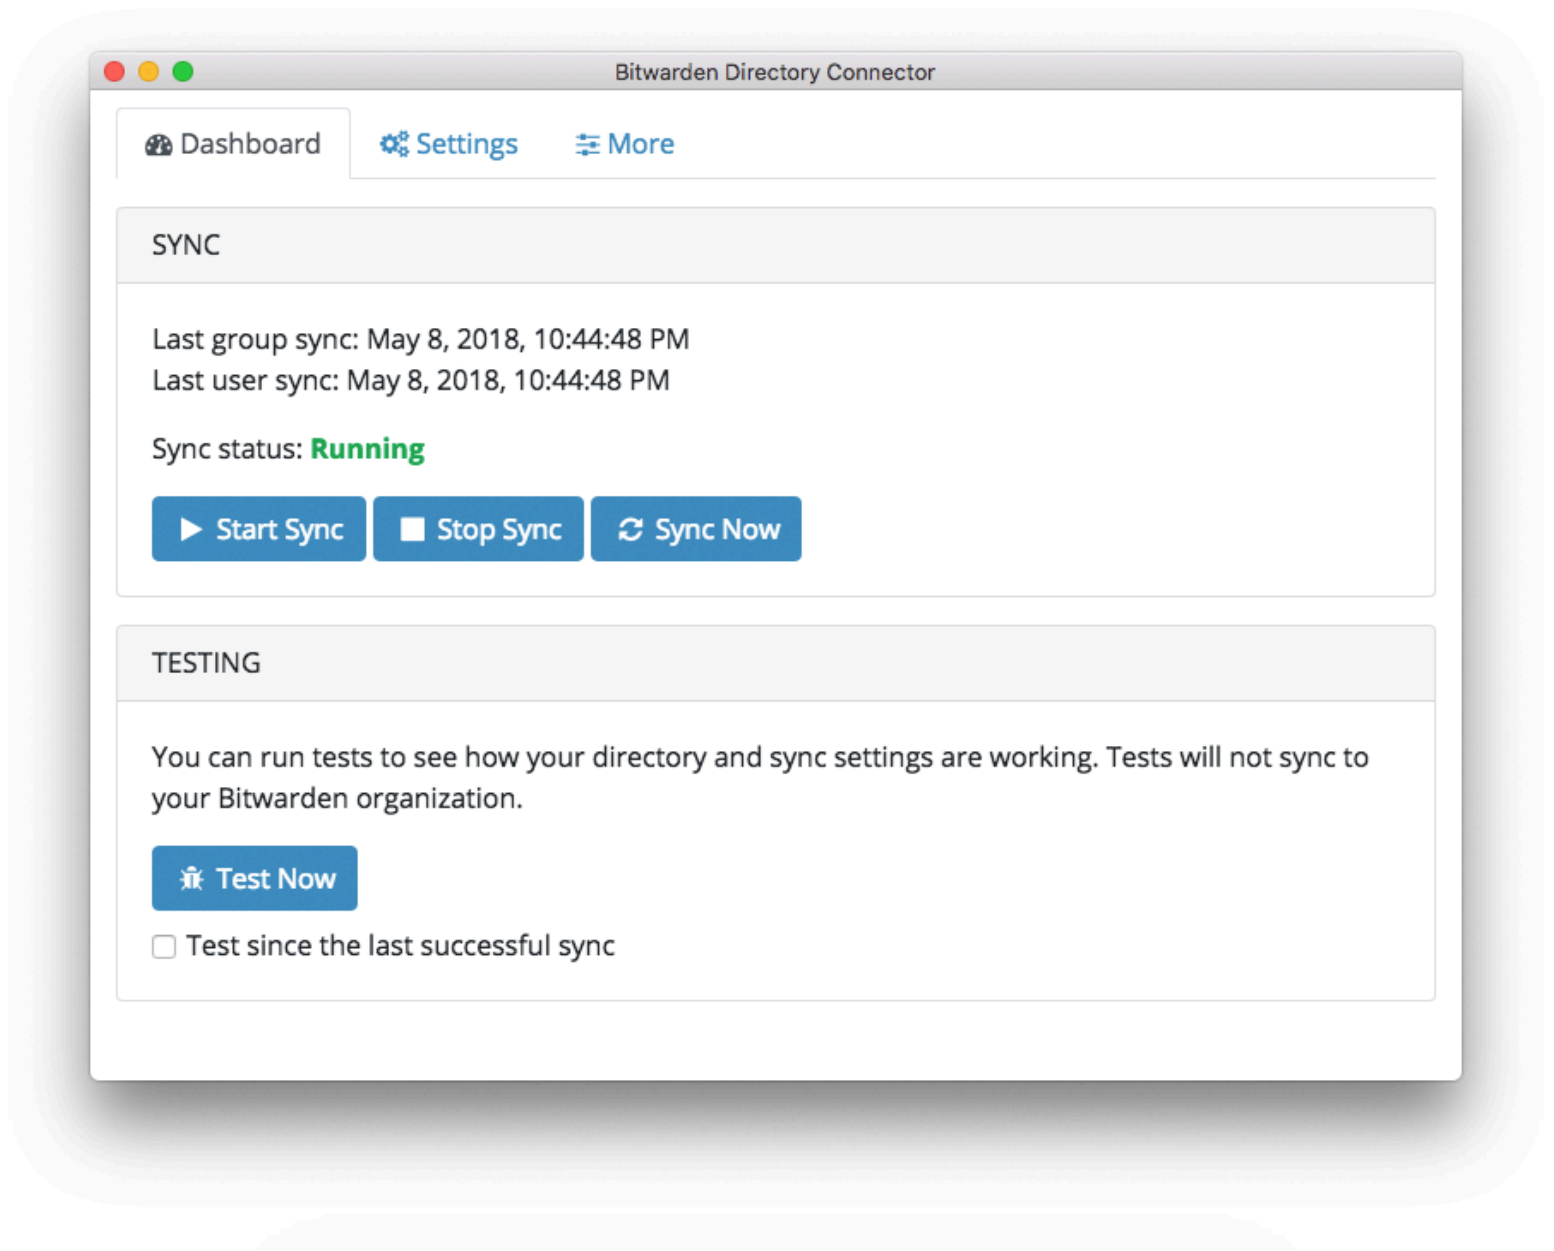 Bitwarden Directory Connector
Dashboard Settings More
SYNC
Last group sync: May 8, 2018, 10:44:48 PM
Last user sync: May 8, 2018, 10:44:48 PM
Sync status: Running
Start Sync Stop Sync Sync Now
TESTING
You can run tests to see how your directory and sync settings are working. Tests will not sync to
your Bitwarden organization.
Test Now
Test since the last successful sync